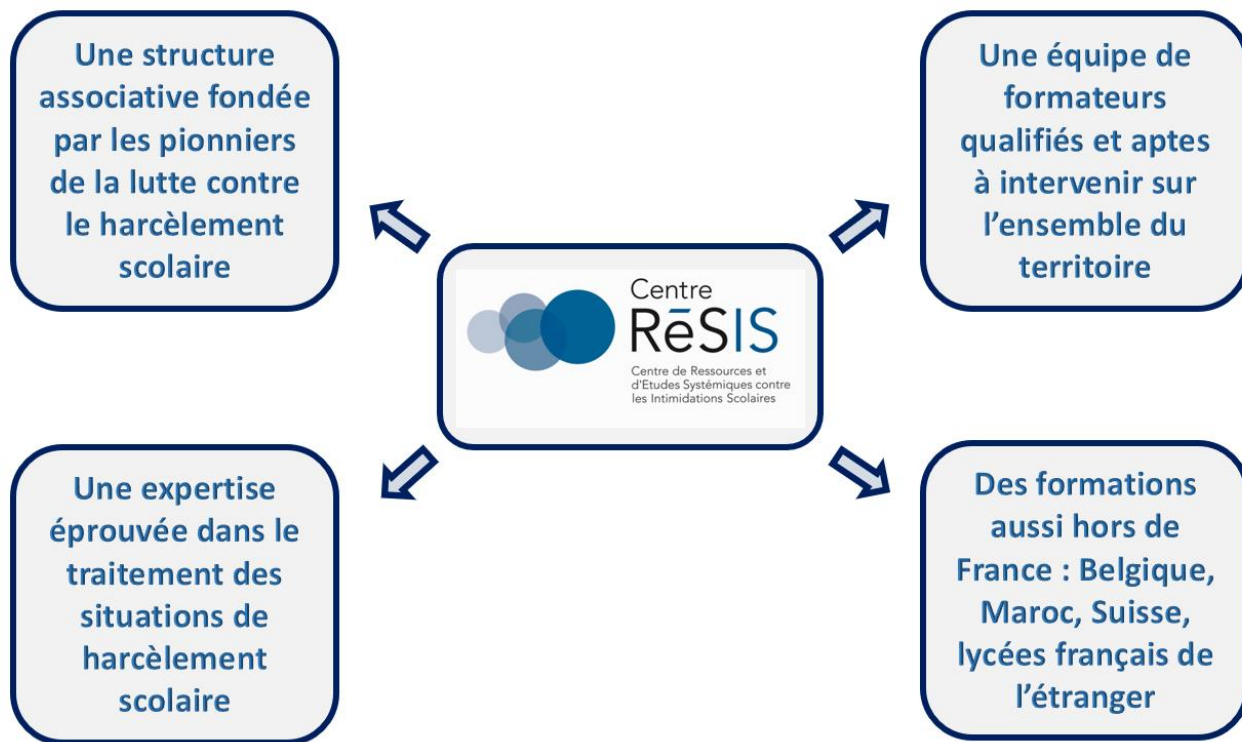 Une structure
associative fondée
par les pionniers
de la lutte contre
le harcèlement
scolaire
Une équipe de
formateurs
qualifiés et aptes
à intervenir sur
l’ensemble du
territoire
Centre
RēSIS
Centre de Ressources et
d'Etudes Systémiques contre
les Intimidations Scolaires
Une expertise
éprouvée dans le
traitement des
situations de
harcèlement
scolaire
Des formations
aussi hors de
France : Belgique,
Maroc, Suisse,
lycées français de
l’étranger